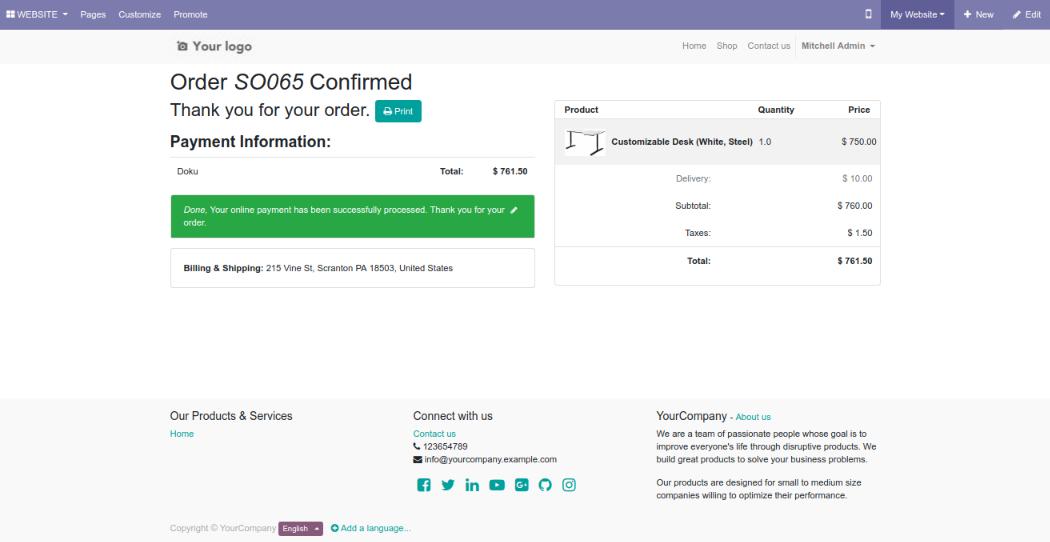 WEBSITE Pages Customize Promote My Website New Edit
Your logo Home Shop Contact us Mitchell Admin
Order SO065 Confirmed
Thank you for your order. Print
Payment Information:
Doku Total: $ 761.50
Done, Your online payment has been successfully processed. Thank you for your
order.
Billing & Shipping: 215 Vine St, Scranton PA 18503, United States
Product Quantity Price
Customizable Desk (White, Steel) 1.0 $ 750.00
Delivery: $ 10.00
Subtotal: $ 760.00
Taxes: $ 1.50
Total: $ 761.50
Our Products & Services
Home
Connect with us
Contact us
123654789
info@yourcompany.example.com
YourCompany - About us
We are a team of passionate people whose goal is to
improve everyone's life through disruptive products. We
build great products to solve your business problems.
Our products are designed for small to medium size
companies willing to optimize their performance.
Copyright © YourCompany English Add a language...